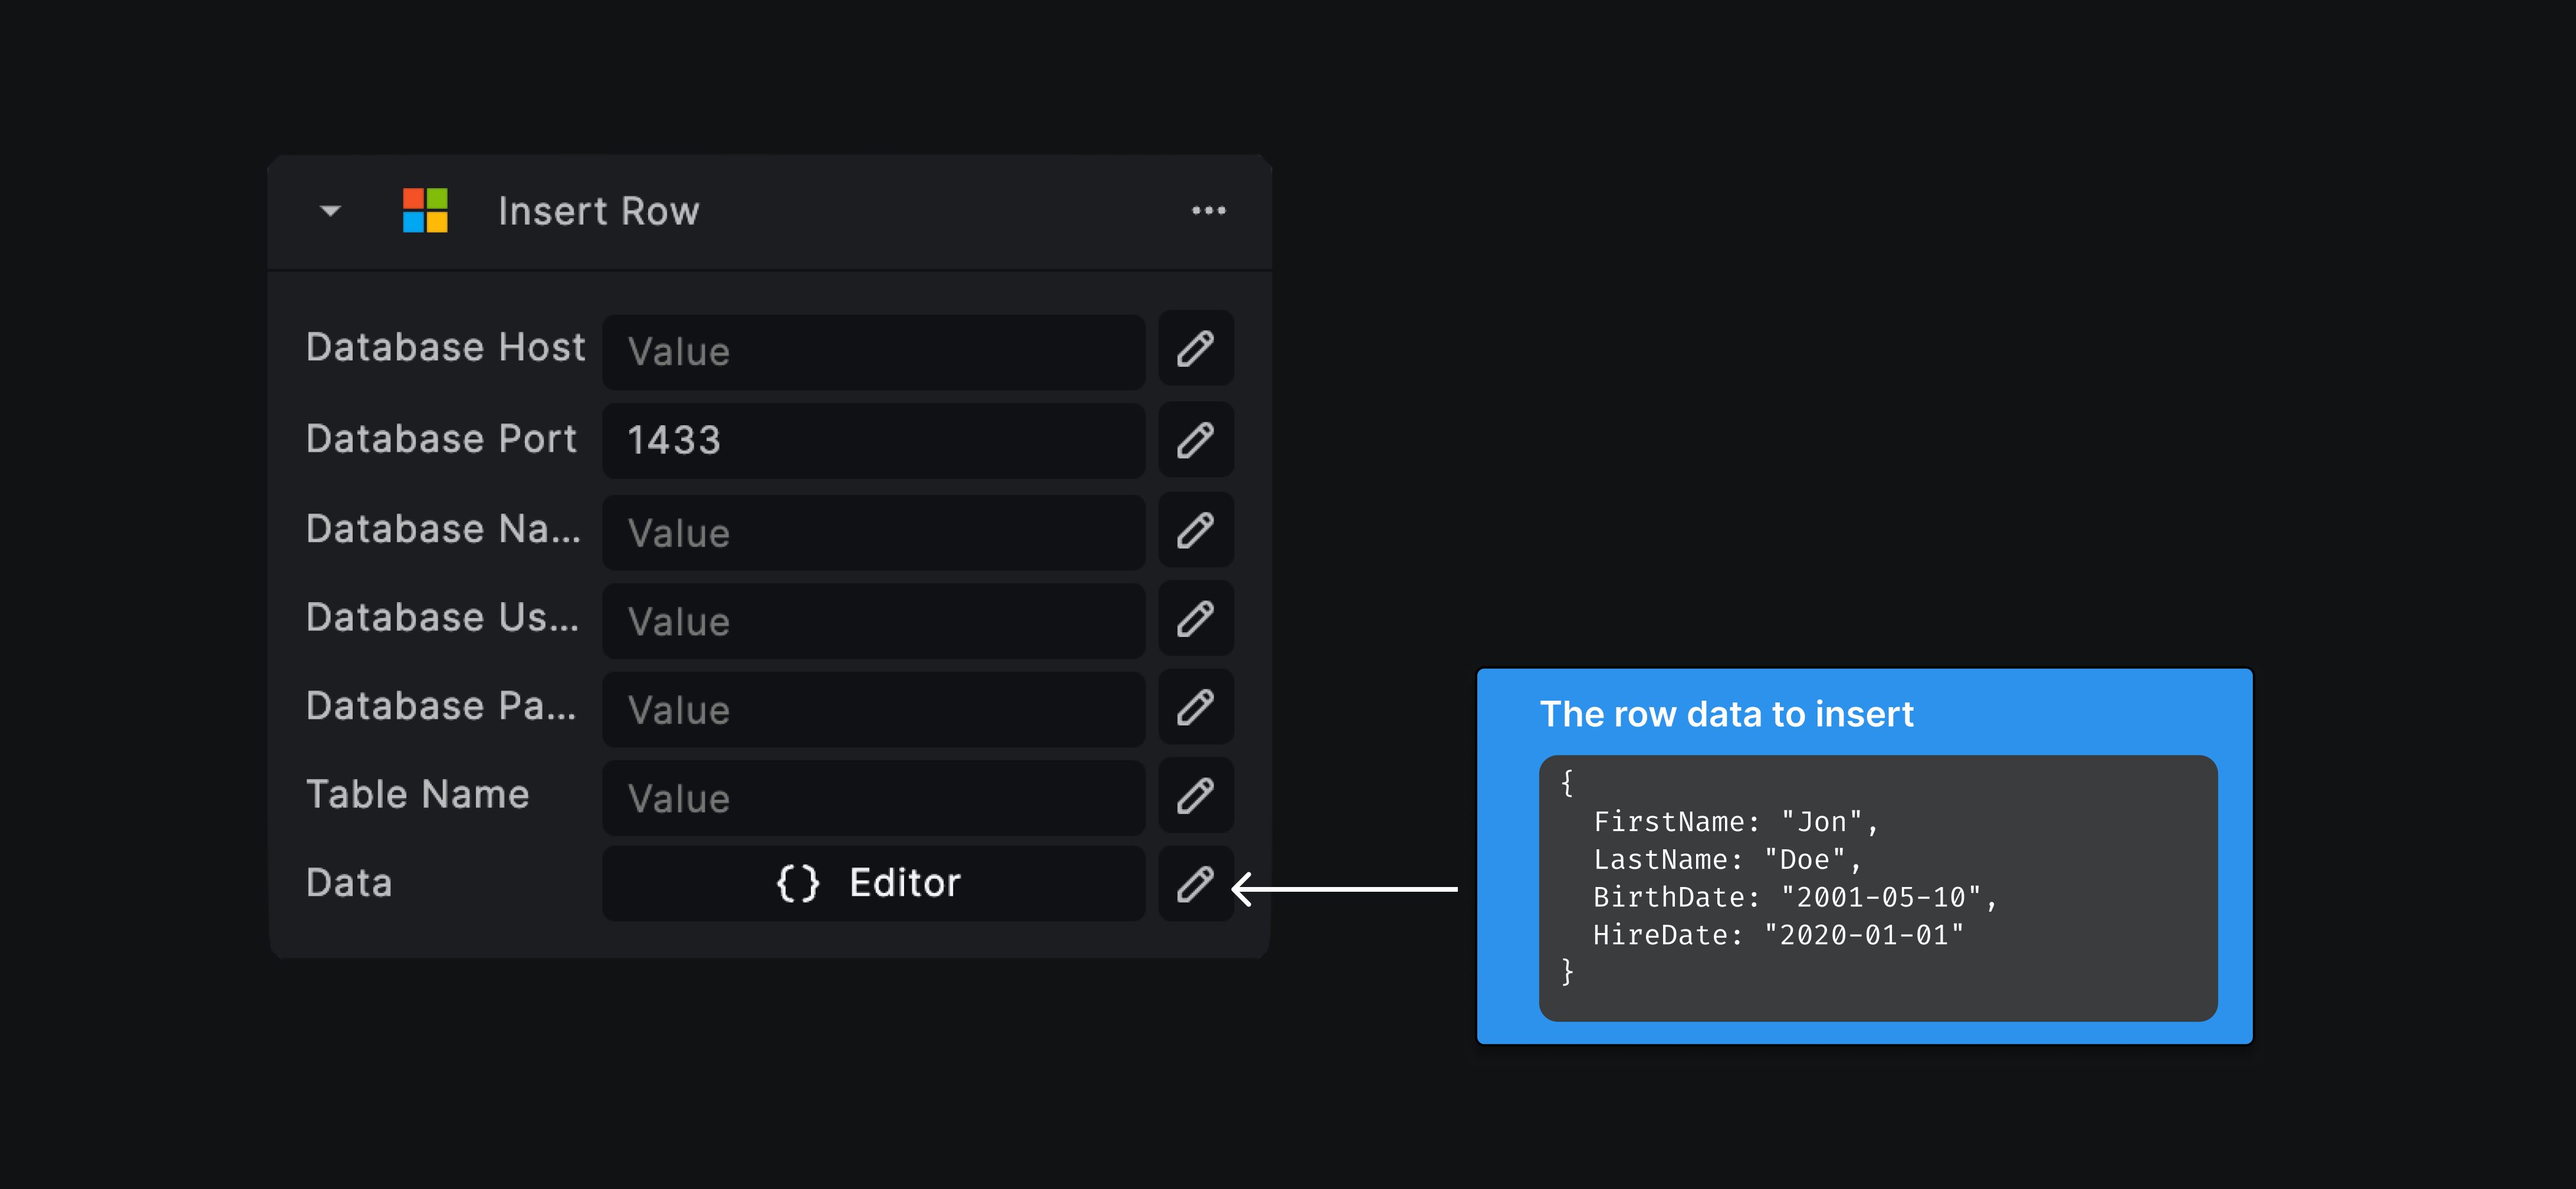 Insert Row
Database Host Value
Database Port 1433
Database Na... Value
Database Us... Value
Database Pa... Value
Table Name Value
Data {} Editor
The row data to insert
{
FirstName: "Jon",
LastName: "Doe",
BirthDate: "2001-05-10",
HireDate: "2020-01-01"
}